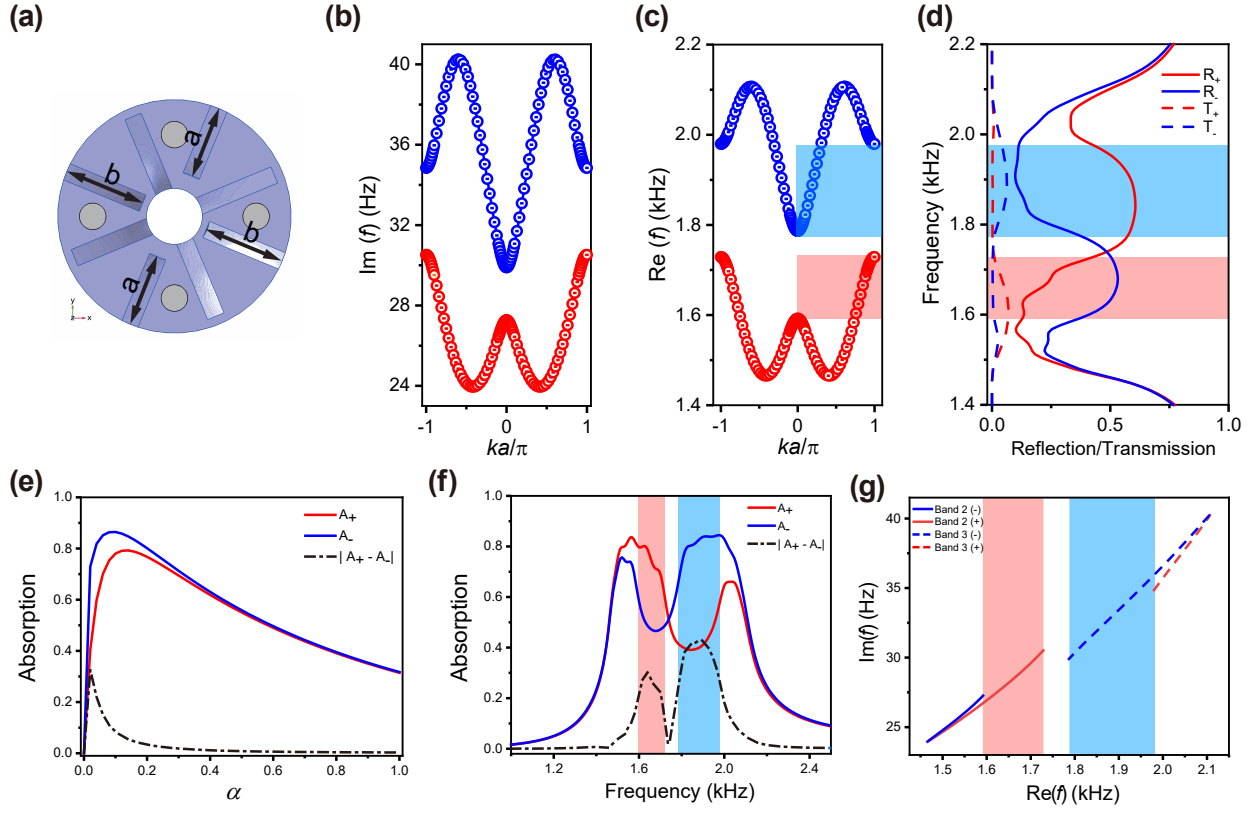 (a)
a
b
b
a
y
z
x
(b)
Im (f) (Hz)
40
36
32
28
24
-1
0
1
ka/π
(c)
Re (f) (kHz)
2.2
2.0
1.8
1.6
1.4
-1
0
1
ka/π
(d)
Frequency (kHz)
2.2
2.0
1.8
1.6
1.4
R₊
R₋
T₊
T₋
0.0
0.5
1.0
Reflection/Transmission
(e)
Absorption
1.0
0.8
0.6
0.4
0.2
0.0
A₊
A₋
| A₊ - A₋|
0.0
0.2
0.4
0.6
0.8
1.0
α
(f)
Absorption
1.0
0.8
0.6
0.4
0.2
0.0
A₊
A₋
| A₊ - A₋|
1.2
1.6
2.0
2.4
Frequency (kHz)
(g)
Im(f) (Hz)
40
35
30
25
Band 2 (-)
Band 2 (+)
Band 3 (-)
Band 3 (+)
1.5
1.6
1.7
1.8
1.9
2.0
2.1
Re(f) (kHz)